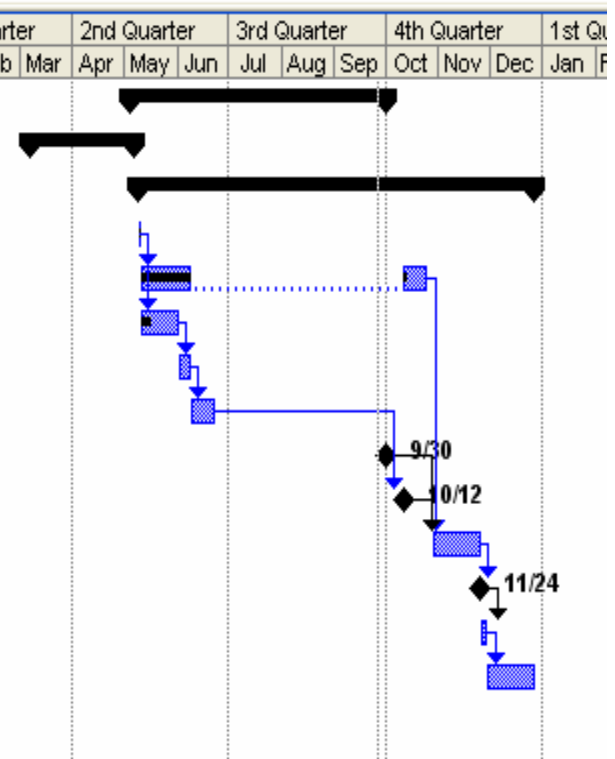 rter 2nd Quarter 3rd Quarter 4th Quarter 1st Qu
b Mar Apr May Jun Jul Aug Sep Oct Nov Dec Jan F
9/30
10/12
11/24